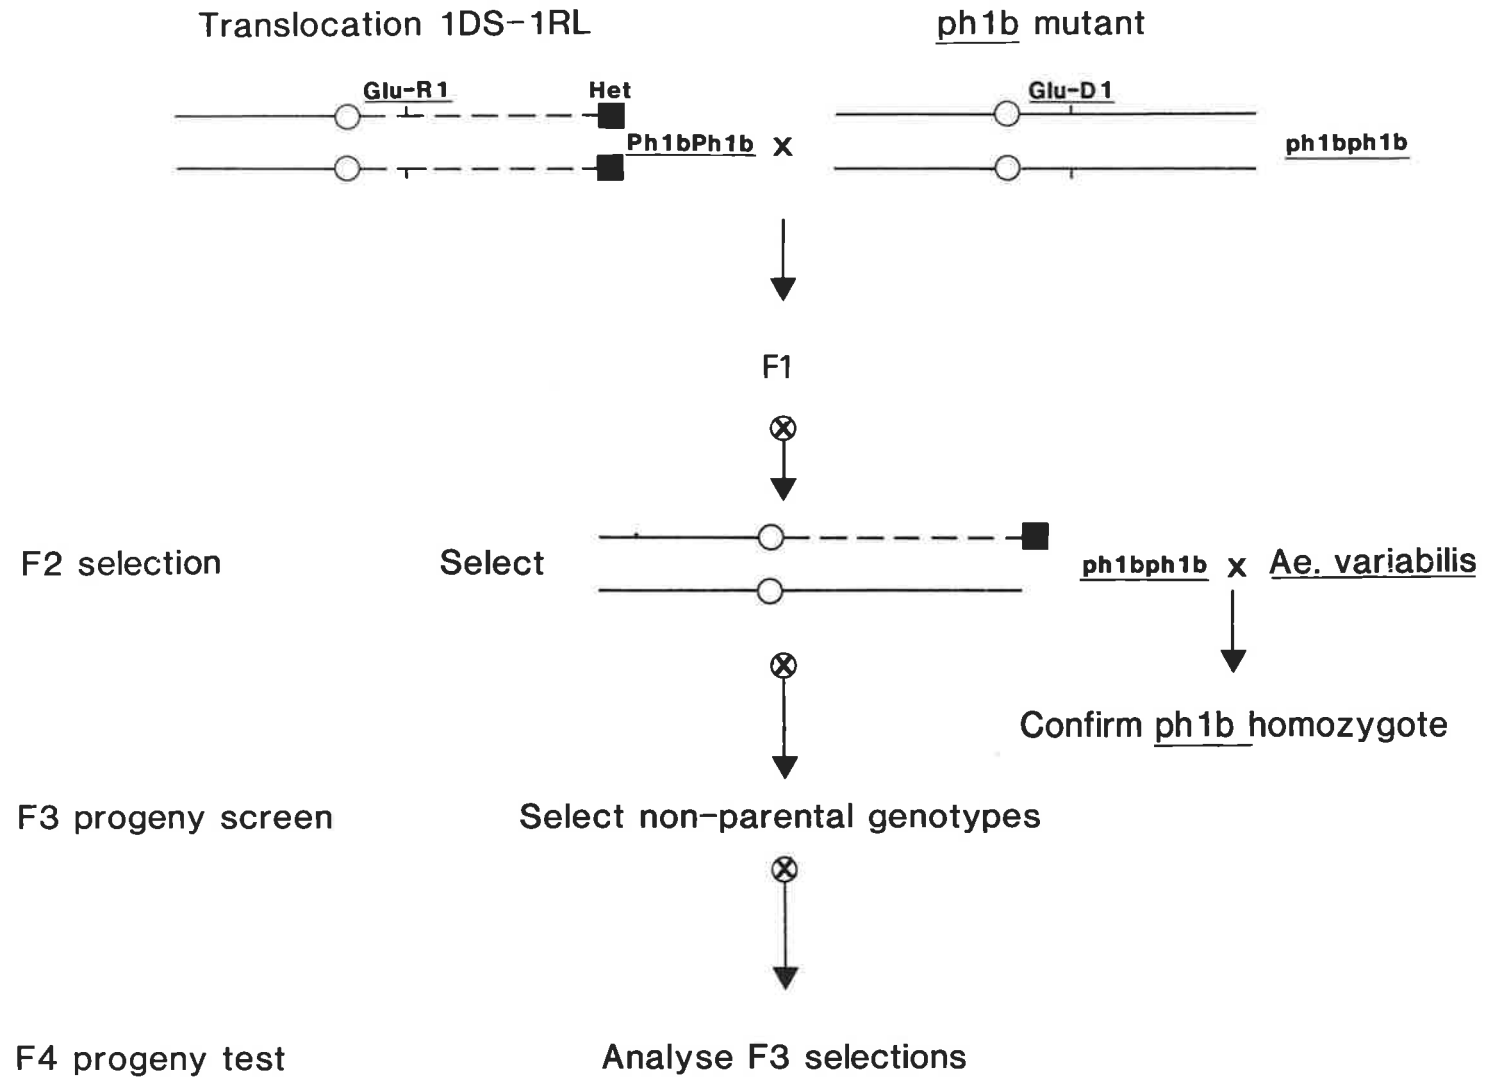 Translocation 1DS-1RL
ph1b mutant
Glu-R1
Het
Glu-D1
Ph1bPh1b
X
ph1bph1b
F1
X
F2 selection
Select
ph1bph1b
X
Ae. variabilis
X
Confirm ph1b homozygote
F3 progeny screen
Select non-parental genotypes
X
F4 progeny test
Analyse F3 selections